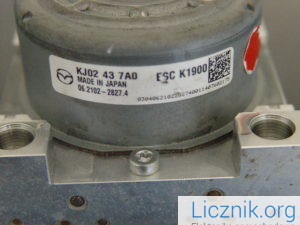 KJ02 43 7A0 ESC K1900
MADE IN JAPAN
06.2102-2827.4
Licznik.org